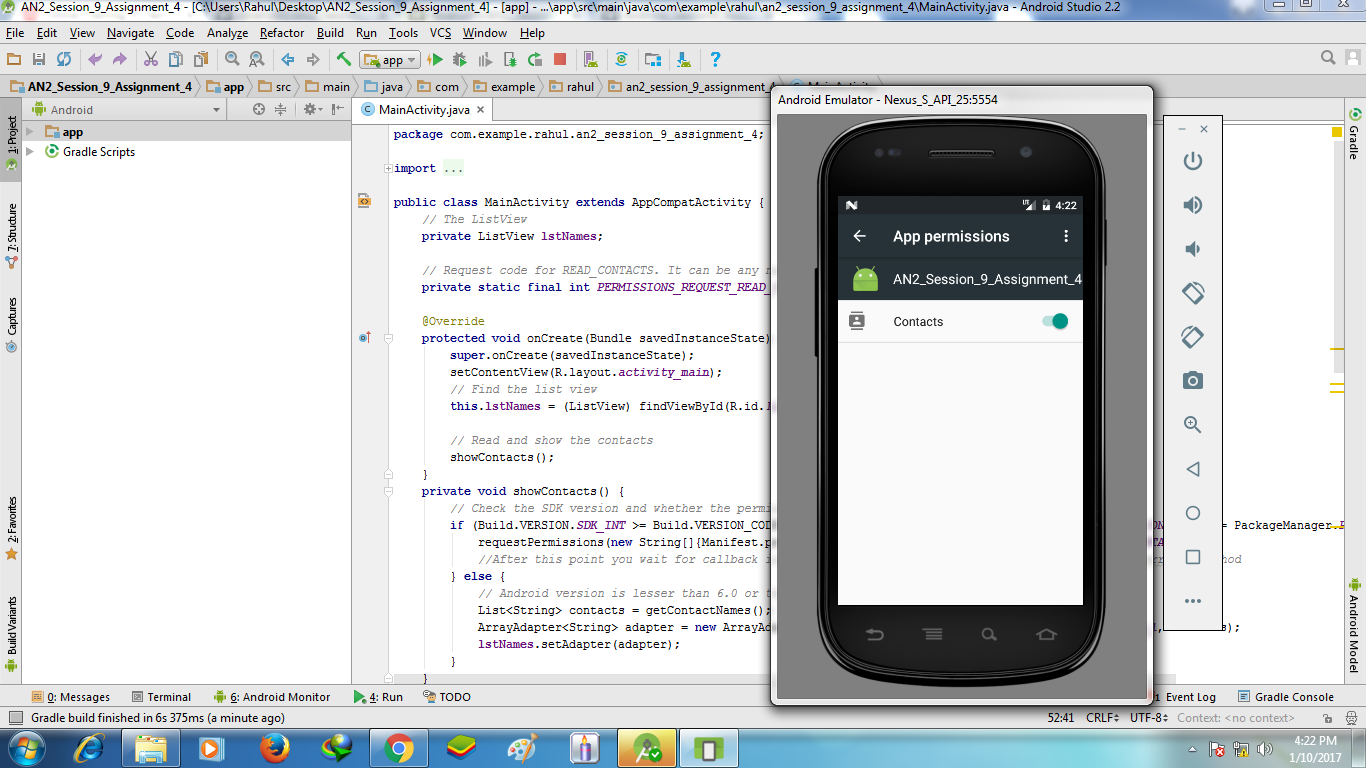 AN2_Session_9_Assignment_4 - [C:\Users\Rahul\Desktop\AN2_Session_9_Assignment_4] - [app] - ...\app\src\main\java\com\example\rahul\an2_session_9_assignment_4\MainActivity.java - Android Studio 2.2
File Edit View Navigate Code Analyze Refactor Build Run Tools VCS Window Help
app
AN2_Session_9_Assignment_4 app src main java com example rahul an2_session_9_assignment_4
Android
MainActivity.java
1: Project
7: Structure
Captures
2: Favorites
Build Variants
app
Gradle Scripts
package com.example.rahul.an2_session_9_assignment_4;
import ...
public class MainActivity extends AppCompatActivity {
// The ListView
private ListView lstNames;
// Request code for READ_CONTACTS. It can be any
private static final int PERMISSIONS_REQUEST_READ_
@Override
protected void onCreate(Bundle savedInstanceState)
super.onCreate(savedInstanceState);
setContentView(R.layout.activity_main);
// Find the list view
this.lstNames = (ListView) findViewById(R.id.
// Read and show the contacts
showContacts();
}
private void showContacts() {
// Check the SDK version and whether the permi
if (Build.VERSION.SDK_INT >= Build.VERSION_COD = PackageManager.
requestPermissions(new String[]{Manifest.p
//After this point you wait for callback i hod
} else {
// Android version is lesser than 6.0 or
List<String> contacts = getContactNames();
ArrayAdapter<String> adapter = new ArrayAd s);
lstNames.setAdapter(adapter);
}
}
Android Emulator - Nexus_S_API_25:5554
4:22
App permissions
AN2_Session_9_Assignment_4
Contacts
Gradle
Android Model
0: Messages Terminal 6: Android Monitor 4: Run TODO 1 Event Log Gradle Console
Gradle build finished in 6s 375ms (a minute ago) 52:41 CRLF UTF-8 Context: <no context>
4:22 PM
1/10/2017